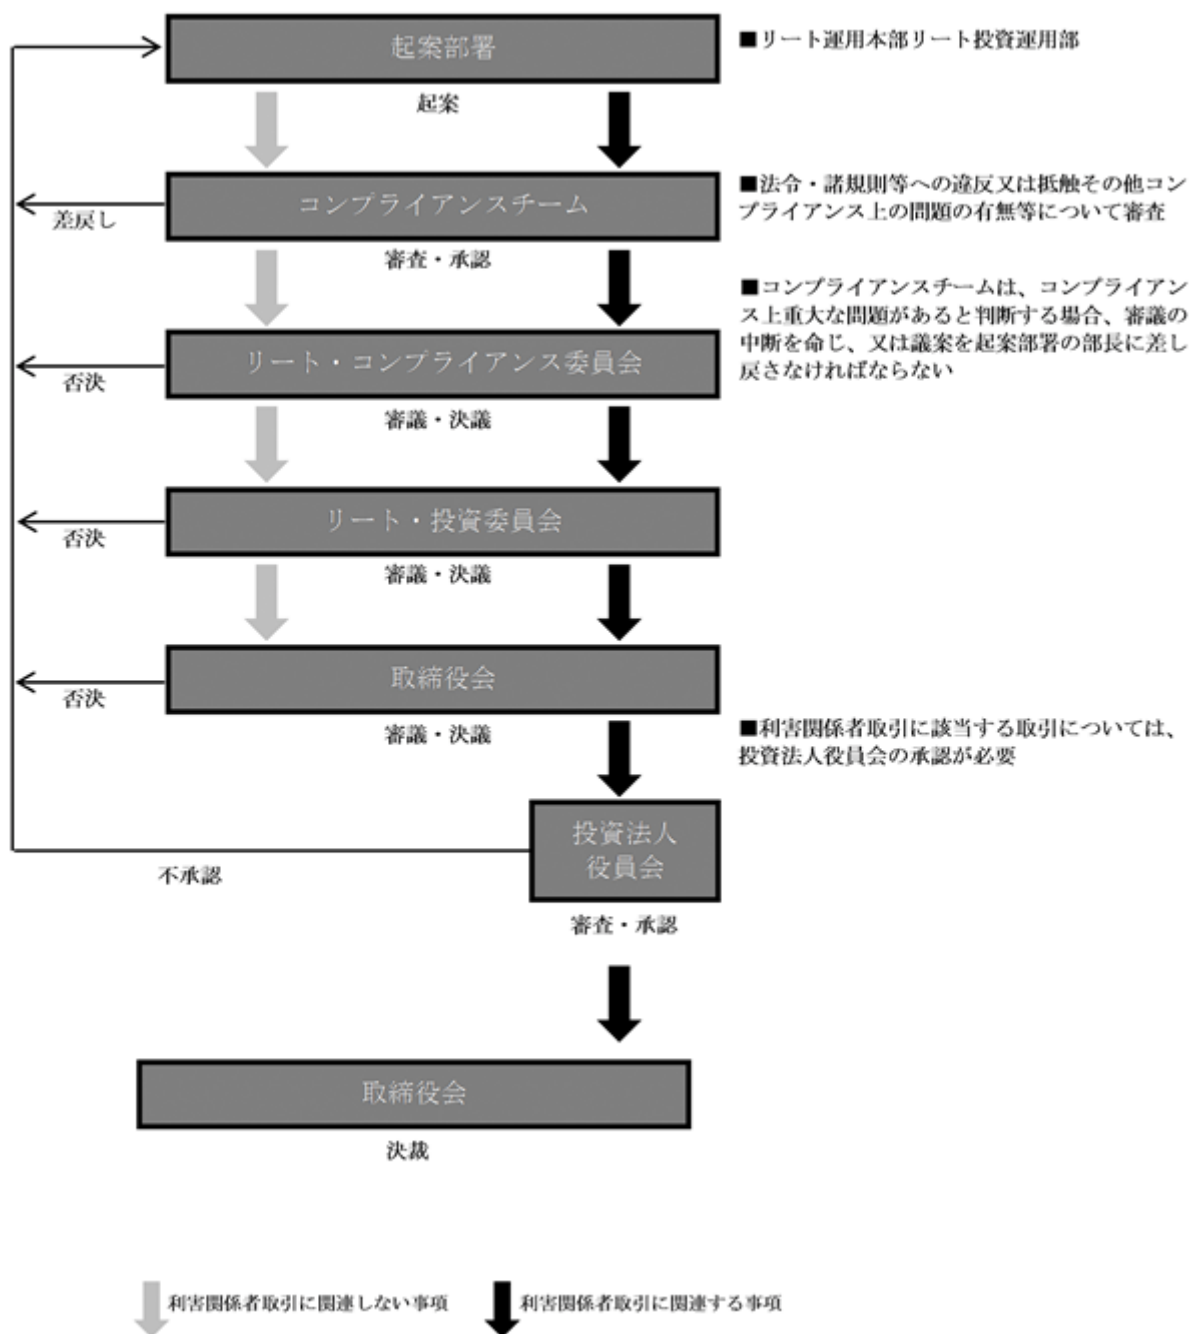 起案部署
■リート運用本部リート投資運用部
起案
コンプライアンスチーム
■法令・諸規則等への違反又は抵触その他コン
プライアンス上の問題の有無等について審査
差戻し
審査・承認
■コンプライアンスチームは、コンプライアン
ス上重大な問題があると判断する場合、審議の
中断を命じ、又は議案を起案部署の部長に差し
戻さなければならない
リート・コンプライアンス委員会
否決
審議・決議
リート・投資委員会
否決
審議・決議
取締役会
否決
審議・決議
■利害関係者取引に該当する取引については、
投資法人役員会の承認が必要
投資法人
役員会
不承認
審査・承認
取締役会
決裁
利害関係者取引に関連しない事項
利害関係者取引に関連する事項